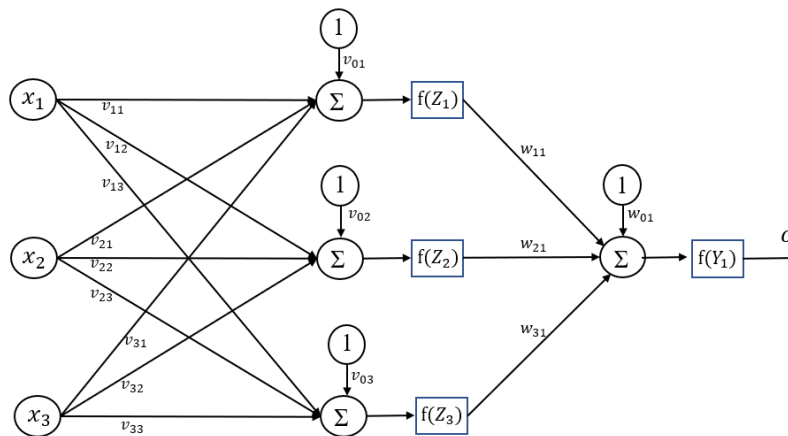 1
v₀₁
x₁
v₁₁
Σ
f(Z₁)
v₁₂
v₁₃
w₁₁
1
v₀₂
1
w₀₁
x₂
v₂₁
v₂₂
v₂₃
Σ
f(Z₂)
w₂₁
Σ
f(Y₁)
v₃₁
1
v₀₃
w₃₁
v₃₂
x₃
v₃₃
Σ
f(Z₃)